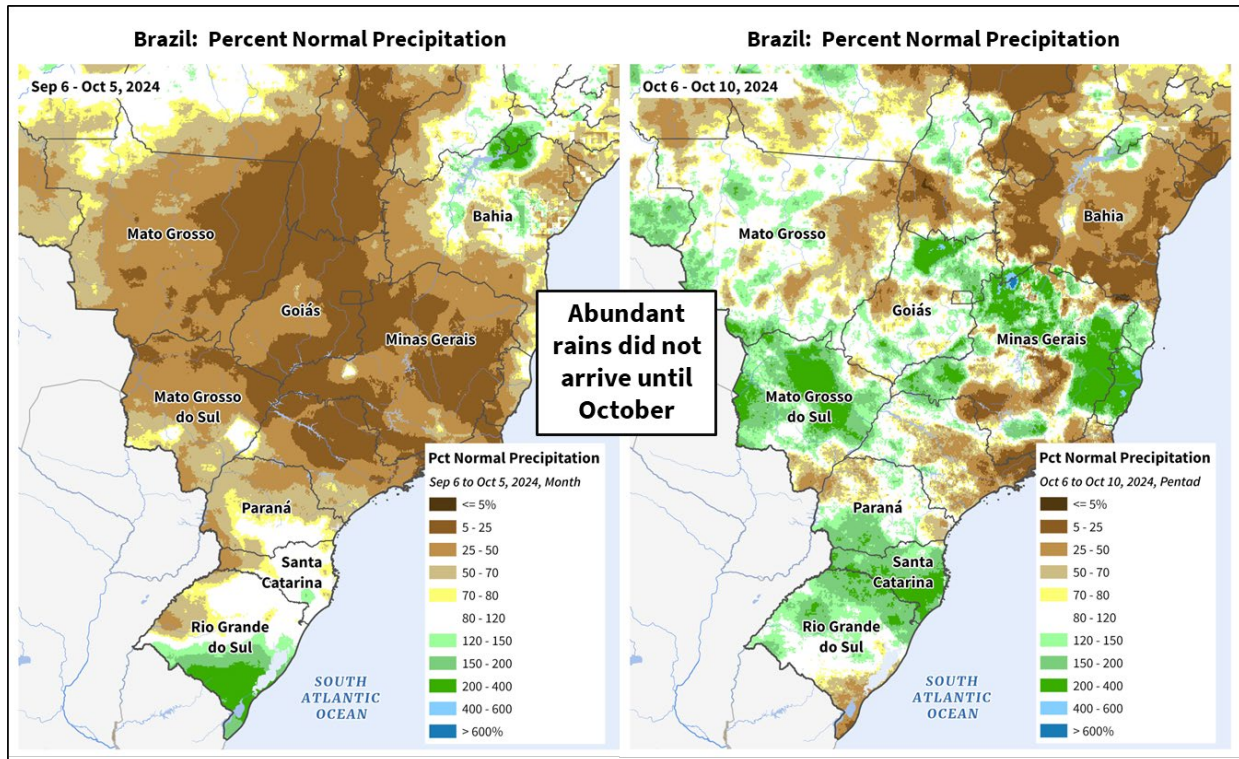 Brazil: Percent Normal Precipitation
Sep 6 - Oct 5, 2024
Bahia
Mato Grosso
Goiás
Minas Gerais
Mato Grosso
do Sul
Paraná
Santa
Catarina
Rio Grande
do Sul
SOUTH
ATLANTIC
OCEAN
Pct Normal Precipitation
Sep 6 to Oct 5, 2024, Month
<= 5%
5 - 25
25 - 50
50 - 70
70 - 80
80 - 120
120 - 150
150 - 200
200 - 400
400 - 600
> 600%
Abundant
rains did not
arrive until
October
Brazil: Percent Normal Precipitation
Oct 6 - Oct 10, 2024
Bahia
Mato Grosso
Goiás
Minas Gerais
Mato Grosso
do Sul
Paraná
Santa
Catarina
Rio Grande
do Sul
SOUTH
ATLANTIC
OCEAN
Pct Normal Precipitation
Oct 6 to Oct 10, 2024, Pentad
<= 5%
5 - 25
25 - 50
50 - 70
70 - 80
80 - 120
120 - 150
150 - 200
200 - 400
400 - 600
> 600%